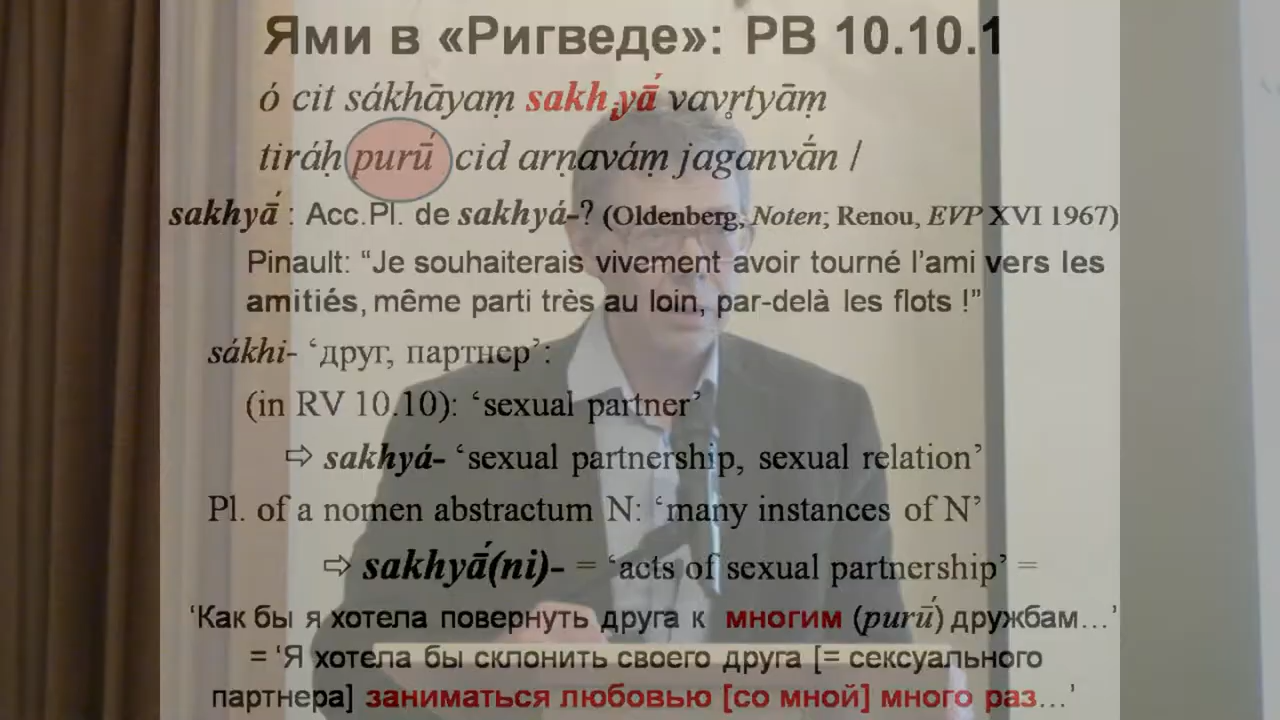 Ями в «Ригведе»: РВ 10.10.1
ó cit sákhāyaṃ sakhi̯yā́ vavr̥tyāṃ
tiráḥ purū́ cid arṇaváṃ jaganvā́n /
sakhyā́ : Acc.Pl. de sakhyá-? (Oldenberg, Noten; Renou, EVP XVI 1967)
Pinault: “Je souhaiterais vivement avoir tourné l’ami vers les
amitiés, même parti très au loin, par-delà les flots !”
sákhi- ‘друг, партнер’:
(in RV 10.10): ‘sexual partner’
⇨ sakhyá- ‘sexual partnership, sexual relation’
Pl. of a nomen abstractum N: ‘many instances of N’
⇨ sakhyā́(ni)- = ‘acts of sexual partnership’ =
‘Как бы я хотела повернуть друга к многим (purū́) дружбам…’
= ‘Я хотела бы склонить своего друга [= сексуального
партнера] заниматься любовью [со мной] много раз…’